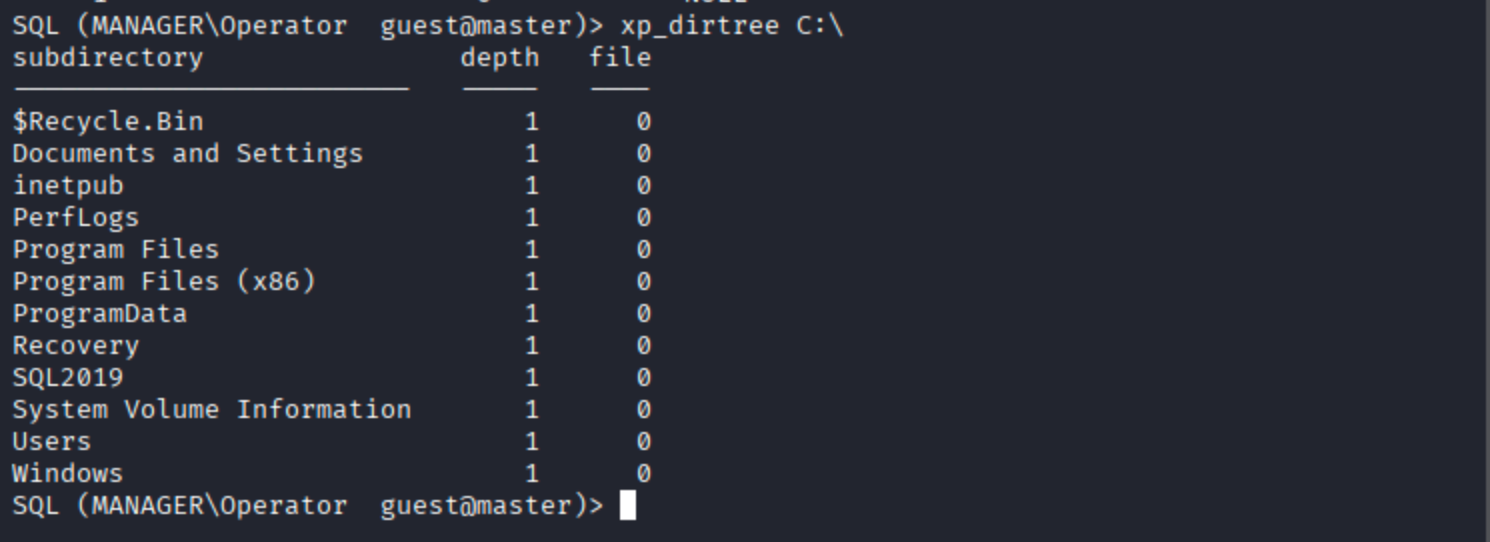 SQL (MANAGER\Operator  guest@master)> xp_dirtree C:\
subdirectory                depth   file
$Recycle.Bin                    1      0
Documents and Settings          1      0
inetpub                         1      0
PerfLogs                        1      0
Program Files                   1      0
Program Files (x86)             1      0
ProgramData                     1      0
Recovery                        1      0
SQL2019                         1      0
System Volume Information       1      0
Users                           1      0
Windows                         1      0
SQL (MANAGER\Operator  guest@master)>